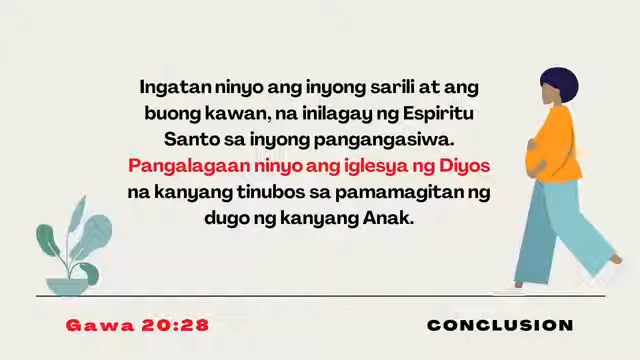 Ingatan ninyo ang inyong sarili at ang
buong kawan, na inilagay ng Espiritu
Santo sa inyong pangangasiwa.
Pangalagaan ninyo ang iglesya ng Diyos
na kanyang tinubos sa pamamagitan ng
dugo ng kanyang Anak.
Gawa 20:28
CONCLUSION